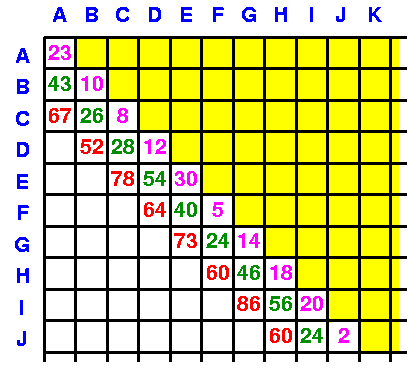 A B C D E F G H I J K
A 23
B 43 10
C 67 26 8
D 52 28 12
E 78 54 30
F 64 40 5
G 73 24 14
H 60 46 18
I 86 56 20
J 60 24 2